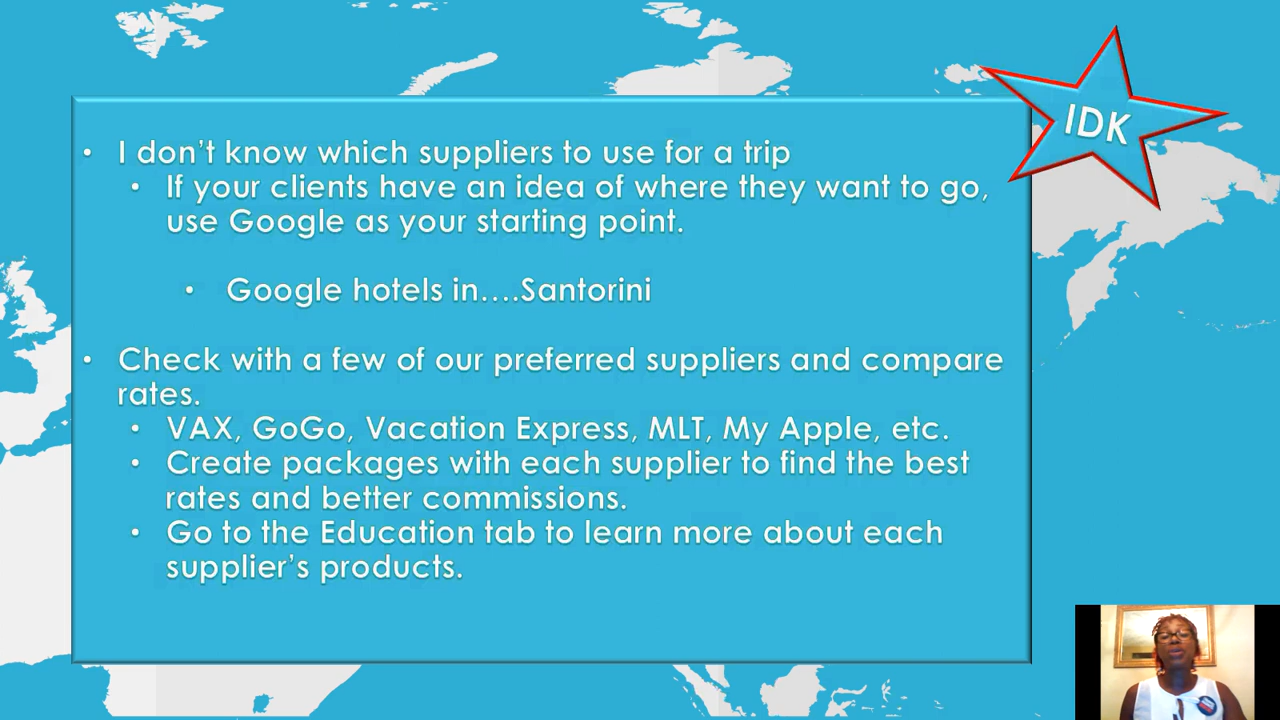 IDK
• I don't know which suppliers to use for a trip
• If your clients have an idea of where they want to go,
use Google as your starting point.
• Google hotels in....Santorini
• Check with a few of our preferred suppliers and compare
rates.
• VAX, GoGo, Vacation Express, MLT, My Apple, etc.
• Create packages with each supplier to find the best
rates and better commissions.
• Go to the Education tab to learn more about each
supplier's products.